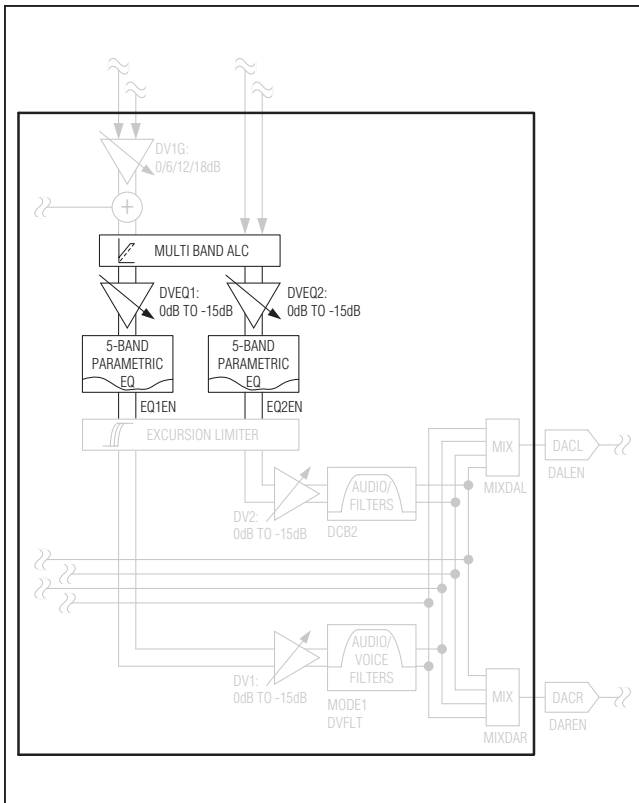 DV1G:
0/6/12/18dB
+
MULTI BAND ALC
DVEQ1:
0dB TO -15dB
DVEQ2:
0dB TO -15dB
5-BAND
PARAMETRIC
EQ
5-BAND
PARAMETRIC
EQ
EQ1EN
EQ2EN
EXCURSION LIMITER
MIX
DACL
MIXDAL
DALEN
DV2:
0dB TO -15dB
AUDIO/
FILTERS
DCB2
DV1:
0dB TO -15dB
AUDIO/
VOICE
FILTERS
MODE1
DVFLT
MIX
DACR
MIXDAR
DAREN